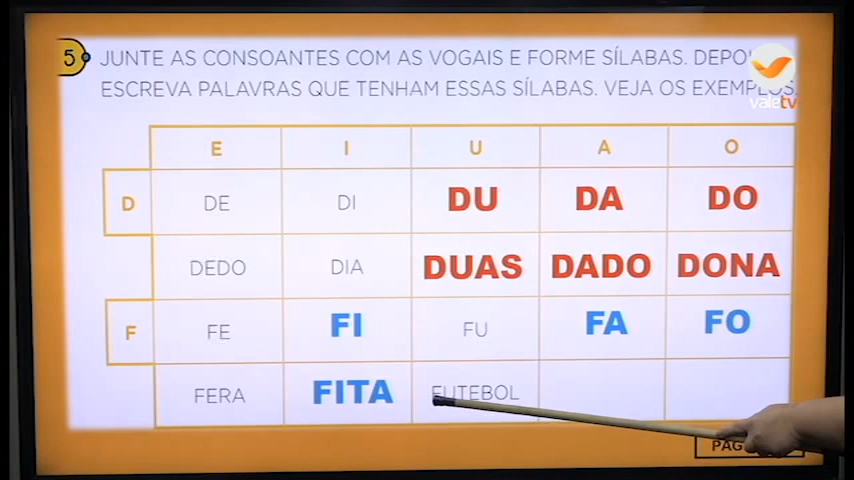 5 JUNTE AS CONSOANTES COM AS VOGAIS E FORME SÍLABAS.
ESCREVA PALAVRAS QUE TENHAM ESSAS SÍLABAS. VEJA OS EXEMPLOS.
valetv
E I U A O
D DE DI DU DA DO
DEDO DIA DUAS DADO DONA
F FE FI FU FA FO
FERA FITA FUTEBOL